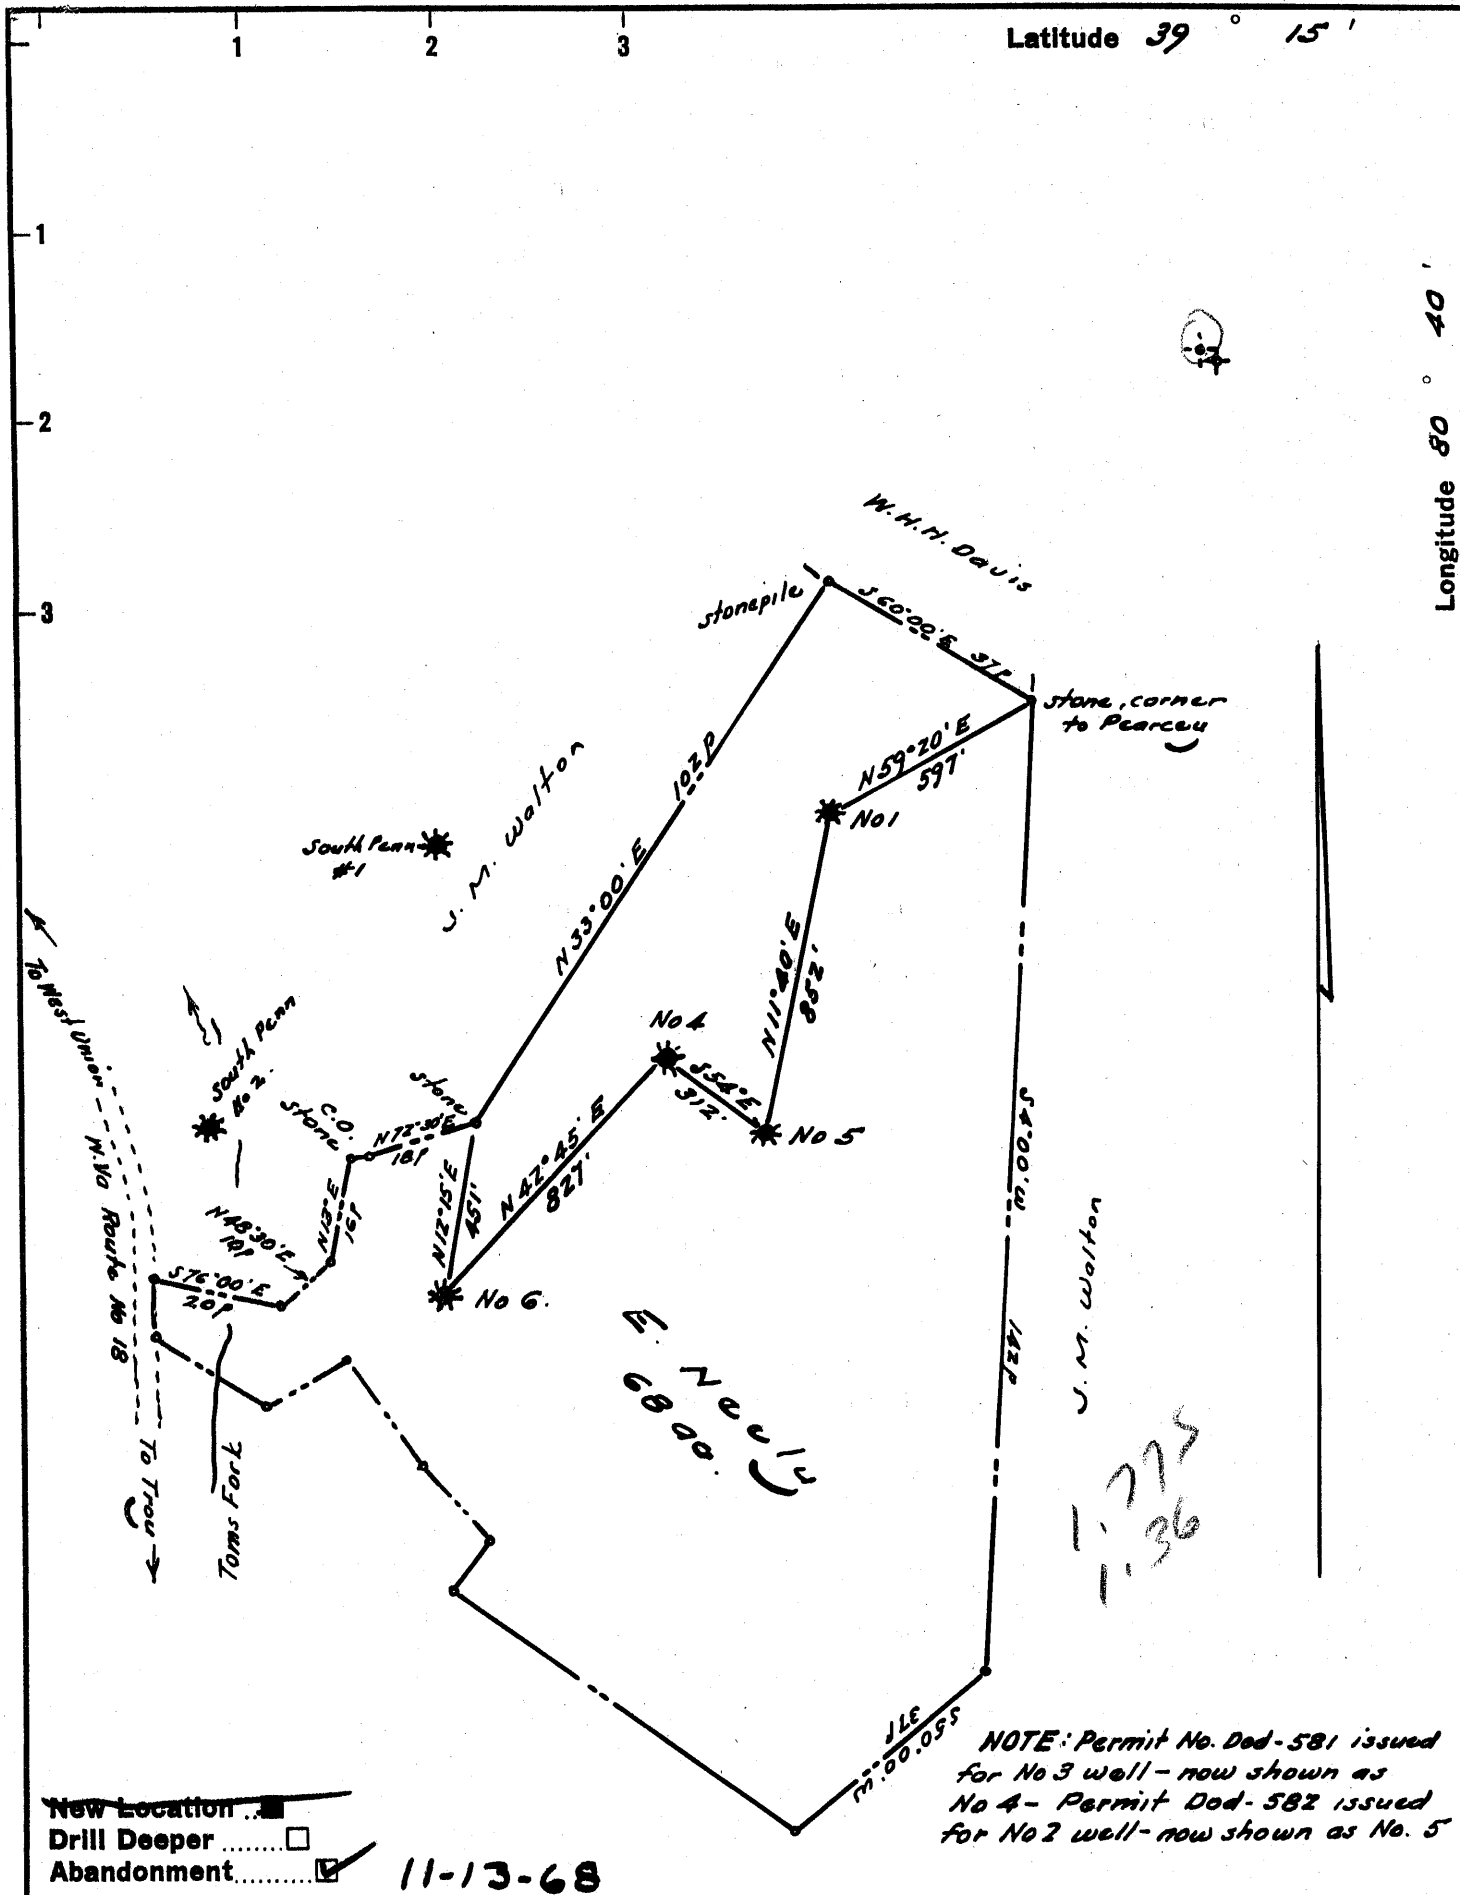 1 2 3
Latitude 39 ° 15 '
1
2
3
Longitude 80 ° 40 '
W.H.H. Davis
stonepile
S60°00'E 37P
stone, corner
to Pearcey
N59°20'E
597'
No 1
J. M. Walton
102P
N33°00'E
South Penn
#1
N11°40'E
852'
No 4
S54°E
312'
No 5
To West Union
W.Va Route No 18
To Troy
South Penn
No 2.
C.O.
stone
stone
N72°30'E
18P
N13°E
16P
N48°30'E
10P
S76°00'E
20P
N12°15'E
451'
N42°45'E
827'
No 6.
E. Neely
68 ac.
S4°00'W
142P
J. M. Walton
Toms Fork
1.775
1.36
S50°00'W
37P
NOTE: Permit No. Dod-581 issued
for No 3 well - now shown as
No 4 - Permit Dod-582 issued
for No 2 well - now shown as No. 5
New Location ..■
Drill Deeper ........□
Abandonment..........☑
11-13-68